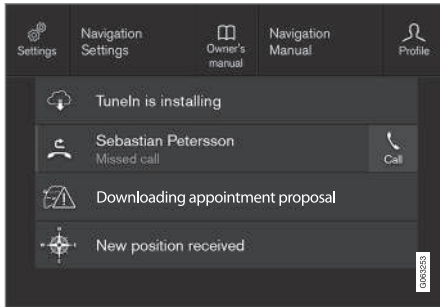 Settings
Navigation
Settings
Owner's
manual
Navigation
Manual
Profile
TuneIn is installing
Sebastian Petersson
Missed call
Call
Downloading appointment proposal
New position received
G063253